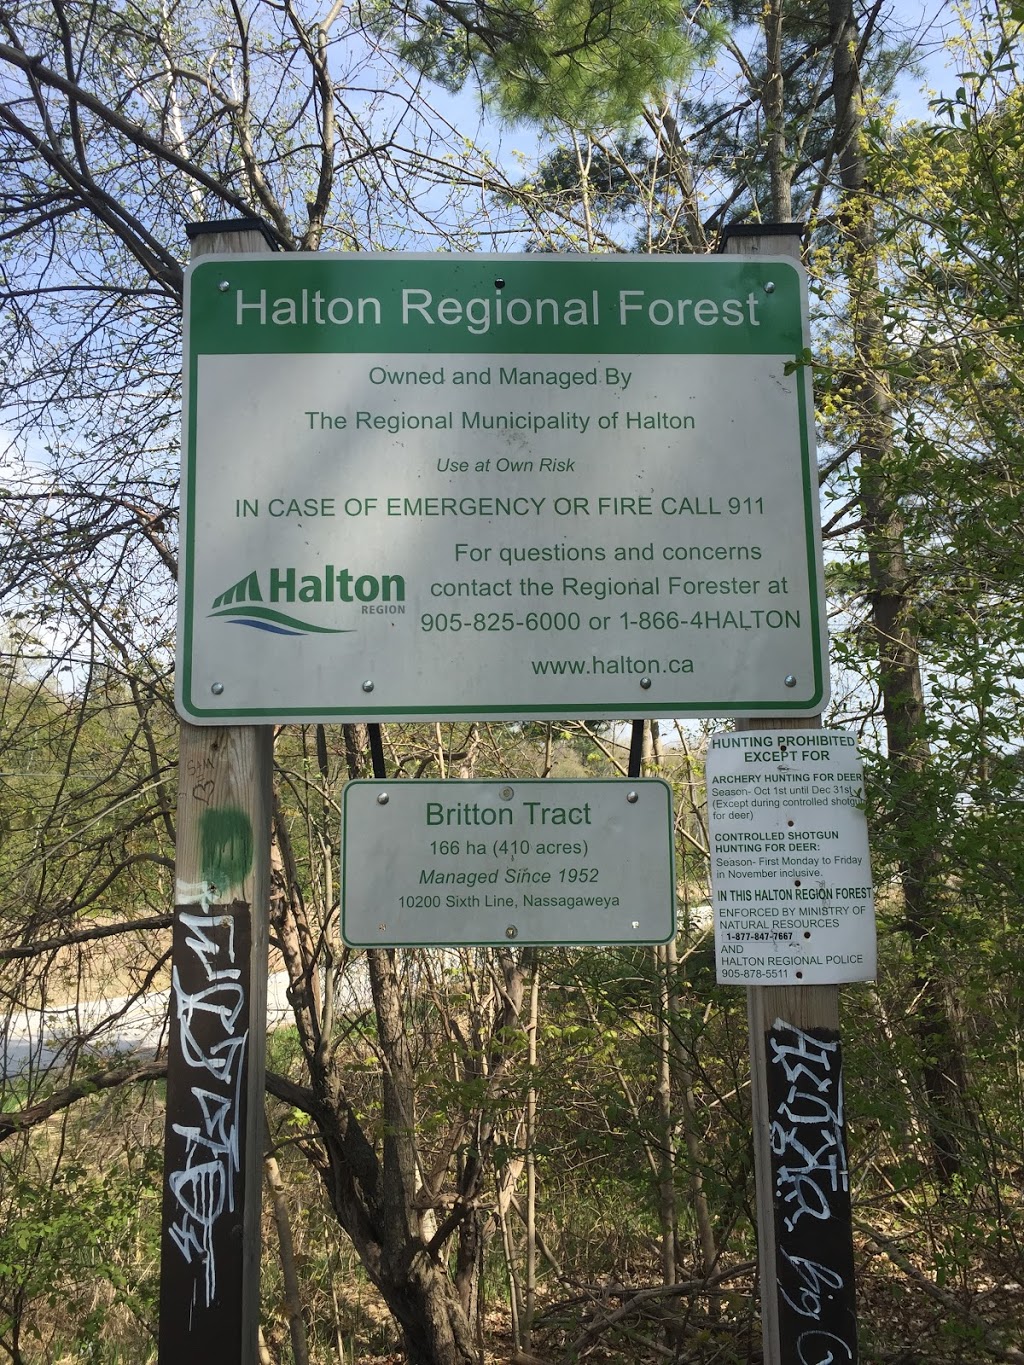 Halton Regional Forest
Owned and Managed By
The Regional Municipality of Halton
Use at Own Risk
IN CASE OF EMERGENCY OR FIRE CALL 911
For questions and concerns
contact the Regional Forester at
905-825-6000 or 1-866-4HALTON
www.halton.ca
Halton
REGION
Britton Tract
166 ha (410 acres)
Managed Since 1952
10200 Sixth Line, Nassagaweya
HUNTING PROHIBITED
EXCEPT FOR
ARCHERY HUNTING FOR DEER
Season- Oct 1st until Dec 31st
(Except during controlled shotgun
for deer)
CONTROLLED SHOTGUN
HUNTING FOR DEER:
Season- First Monday to Friday
in November inclusive.
IN THIS HALTON REGION FOREST
ENFORCED BY MINISTRY OF
NATURAL RESOURCES
1-877-847-7667
AND
HALTON REGIONAL POLICE
905-878-5511